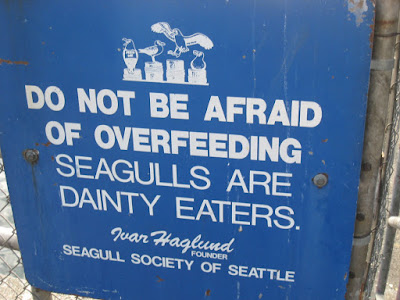 DO NOT BE AFRAID
OF OVERFEEDING
SEAGULLS ARE
DAINTY EATERS.
Ivar Haglund
FOUNDER
SEAGULL SOCIETY OF SEATTLE